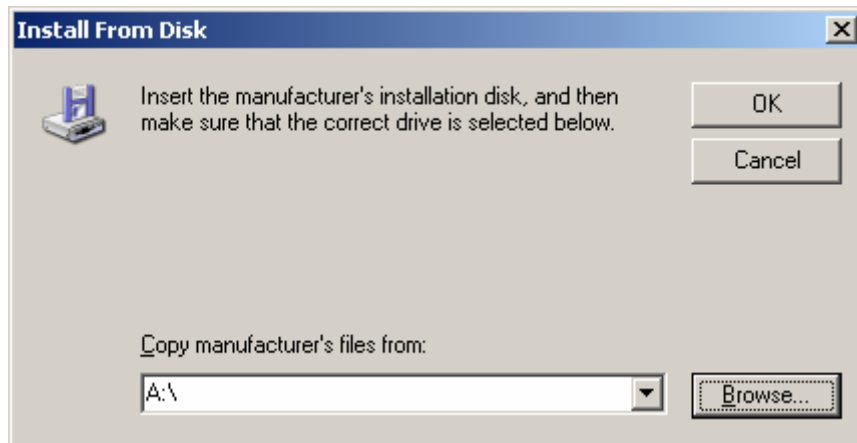 Install From Disk
Insert the manufacturer's installation disk, and then
make sure that the correct drive is selected below.
OK
Cancel
Copy manufacturer's files from:
A:\
Browse...